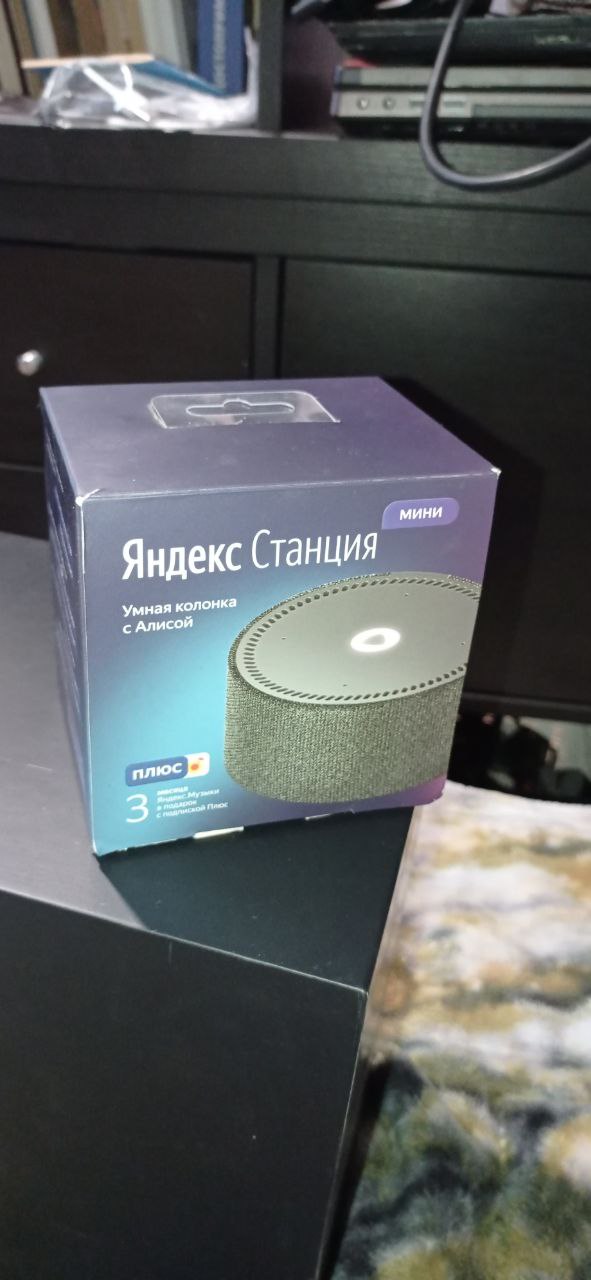 МИНИ
Яндекс Станция
Умная колонка
с Алисой
ПЛЮС
3
месяца
Яндекс.Музыки
в подарок
с подпиской Плюс